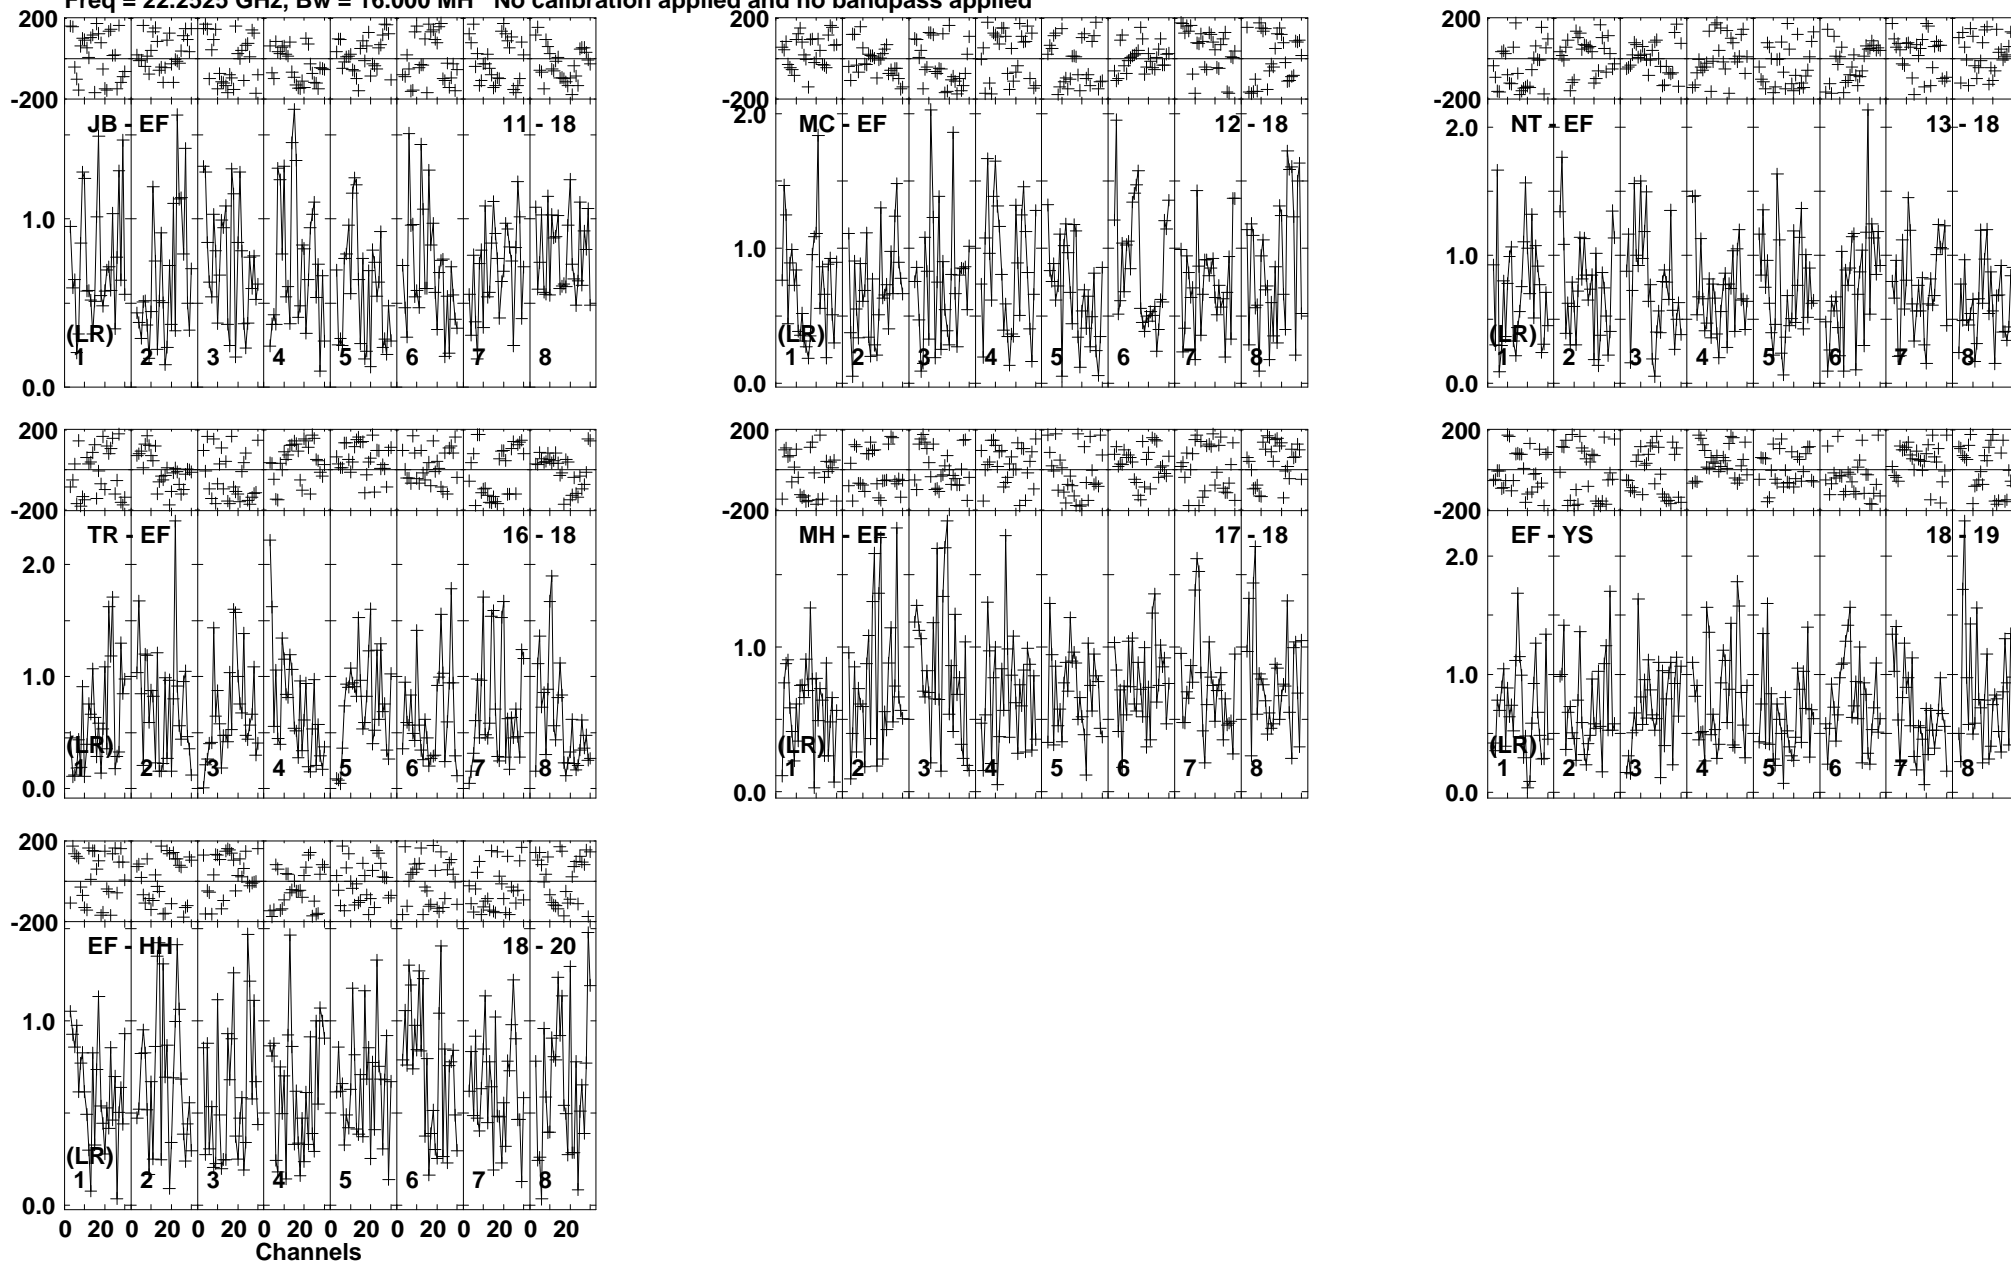 Freq = 22.2525 GHz, Bw = 16.000 MH No calibration applied and no bandpass applied
200 200 200
-200 -200 -200
JB - EF 11 - 18 2.0 MC - EF 12 - 18 2.0 NT - EF 13 - 18
1.0 1.0 1.0
(LR) (LR) (LR)
1 2 3 4 5 6 7 8 1 2 3 4 5 6 7 8 1 2 3 4 5 6 7 8
0.0 0.0 0.0
200 200 200
-200 -200 -200
TR - EF 16 - 18 MH - EF 17 - 18 EF - YS 18 - 19
2.0 2.0
1.0 1.0 1.0
(LR) (LR) (LR)
1 2 3 4 5 6 7 8 1 2 3 4 5 6 7 8 1 2 3 4 5 6 7 8
0.0 0.0 0.0
200
-200
EF - HH 18 - 20
1.0
(LR)
1 2 3 4 5 6 7 8
0.0
0 20 0 20 0 20 0 20 0 20 0 20 0 20 0 20
Channels